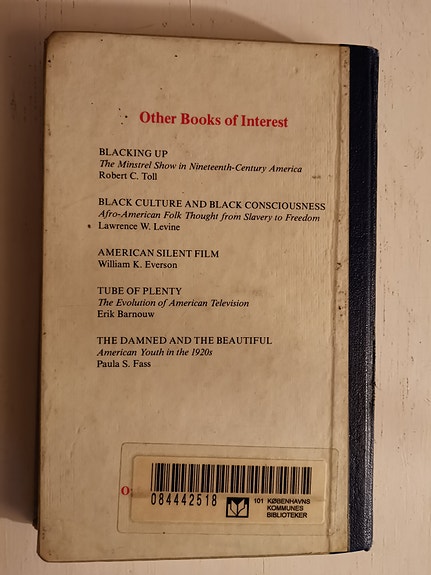 Other Books of Interest
BLACKING UP
The Minstrel Show in Nineteenth-Century America
Robert C. Toll
BLACK CULTURE AND BLACK CONSCIOUSNESS
Afro-American Folk Thought from Slavery to Freedom
Lawrence W. Levine
AMERICAN SILENT FILM
William K. Everson
TUBE OF PLENTY
The Evolution of American Television
Erik Barnouw
THE DAMNED AND THE BEAUTIFUL
American Youth in the 1920s
Paula S. Fass
O
084442518
101 KØBENHAVNS
KOMMUNES
BIBLIOTEKER